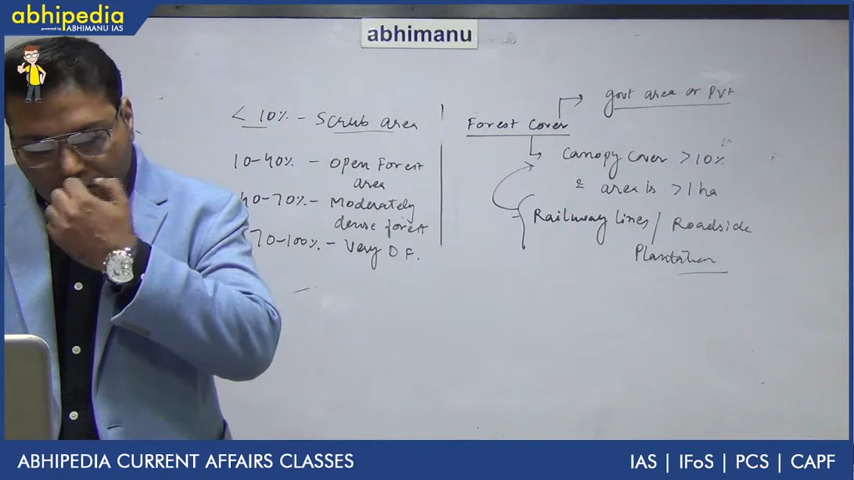 abhipedia
powered by ABHIMANU IAS
abhimanu
< 10% - Scrub area
10-40% - Open Forest
area
40-70% - Moderately
dense forest
70-100% - Very D F.
Forest Cover
govt area or Pvt
Canopy cover >10%
& area is >1 ha
Railway lines / Roadside
Plantation
ABHIPEDIA CURRENT AFFAIRS CLASSES
IAS | IFoS | PCS | CAPF